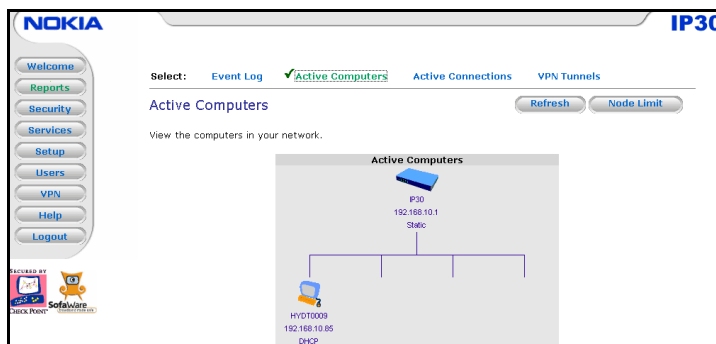 NOKIA
IP30
Welcome
Reports
Security
Services
Setup
Users
VPN
Help
Logout
SECURED BY
CHECK POINT
SofaWare
Select: Event Log Active Computers Active Connections VPN Tunnels
Active Computers
Refresh Node Limit
View the computers in your network.
Active Computers
IP30
192.168.10.1
Static
HYDT0009
192.168.10.85
DHCP